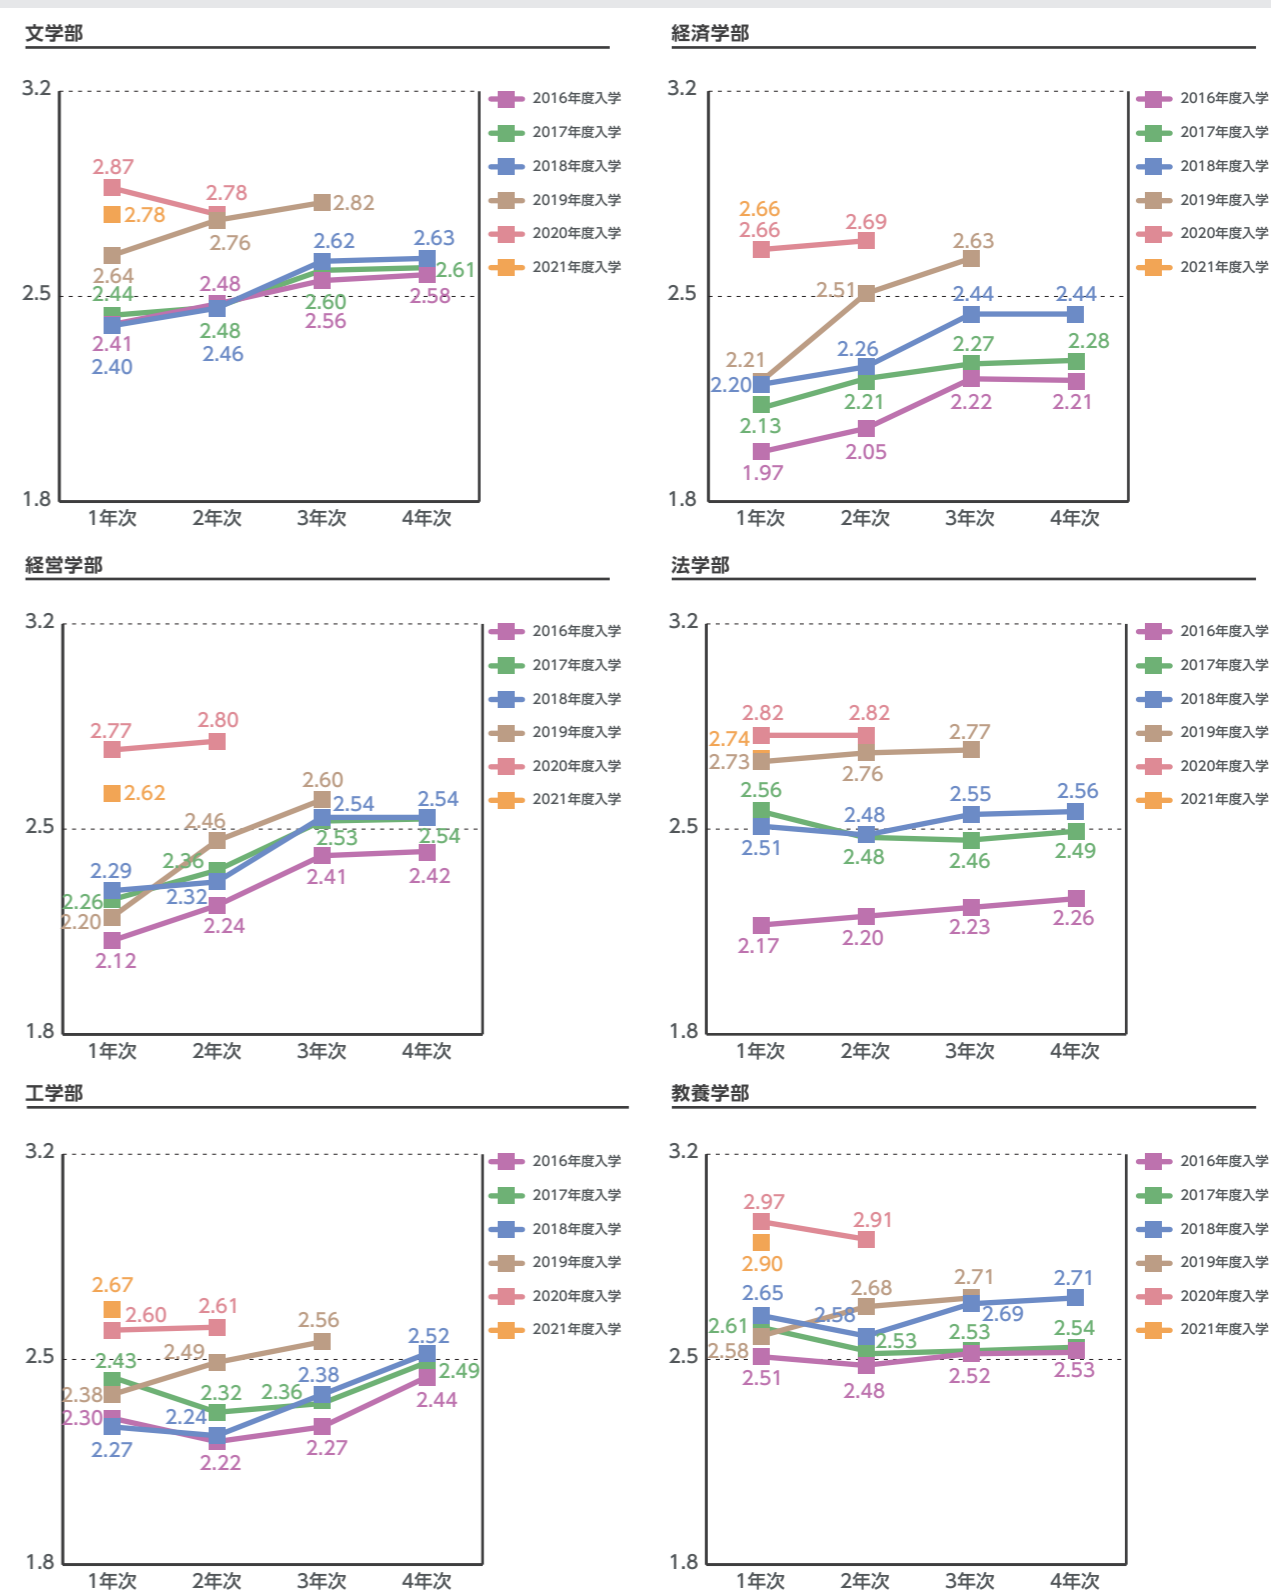 文学部
3.2
2.5
1.8
2.87
2.78
2.78
2.82
2.64
2.76
2.44
2.48
2.62
2.63
2.41
2.48
2.60
2.61
2.40
2.46
2.56
2.58
1年次
2年次
3年次
4年次
2016年度入学
2017年度入学
2018年度入学
2019年度入学
2020年度入学
2021年度入学
経済学部
3.2
2.5
1.8
2.66
2.66
2.69
2.63
2.51
2.44
2.44
2.21
2.26
2.27
2.28
2.20
2.21
2.22
2.21
2.13
2.05
1.97
1年次
2年次
3年次
4年次
2016年度入学
2017年度入学
2018年度入学
2019年度入学
2020年度入学
2021年度入学
経営学部
3.2
2.5
1.8
2.77
2.80
2.62
2.60
2.46
2.54
2.54
2.29
2.36
2.53
2.54
2.26
2.32
2.41
2.42
2.20
2.24
2.12
1年次
2年次
3年次
4年次
2016年度入学
2017年度入学
2018年度入学
2019年度入学
2020年度入学
2021年度入学
法学部
3.2
2.5
1.8
2.82
2.82
2.74
2.77
2.73
2.76
2.56
2.48
2.55
2.56
2.51
2.48
2.46
2.49
2.17
2.20
2.23
2.26
1年次
2年次
3年次
4年次
2016年度入学
2017年度入学
2018年度入学
2019年度入学
2020年度入学
2021年度入学
工学部
3.2
2.5
1.8
2.67
2.60
2.61
2.56
2.43
2.49
2.52
2.38
2.32
2.36
2.38
2.49
2.30
2.24
2.44
2.27
2.22
2.27
1年次
2年次
3年次
4年次
2016年度入学
2017年度入学
2018年度入学
2019年度入学
2020年度入学
2021年度入学
教養学部
3.2
2.5
1.8
2.97
2.91
2.90
2.65
2.68
2.71
2.71
2.61
2.58
2.69
2.58
2.53
2.53
2.54
2.51
2.48
2.52
2.53
1年次
2年次
3年次
4年次
2016年度入学
2017年度入学
2018年度入学
2019年度入学
2020年度入学
2021年度入学